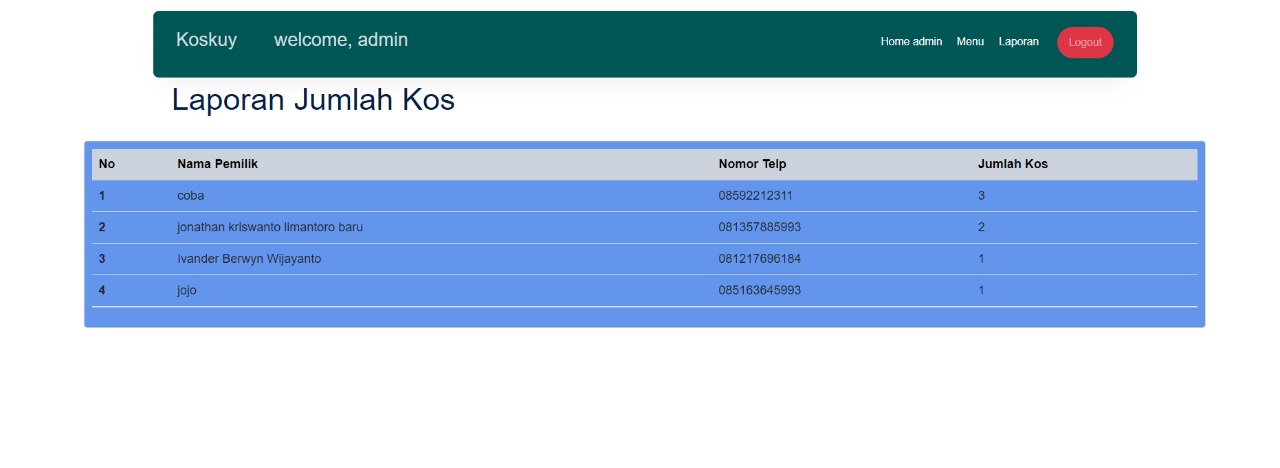 Koskuy welcome, admin Home admin Menu Laporan Logout
Laporan Jumlah Kos
No Nama Pemilik Nomor Telp Jumlah Kos
1 coba 08592212311 3
2 jonathan kriswanto limantoro baru 081357885993 2
3 Ivander Berwyn Wijayanto 081217696184 1
4 jojo 085163645993 1